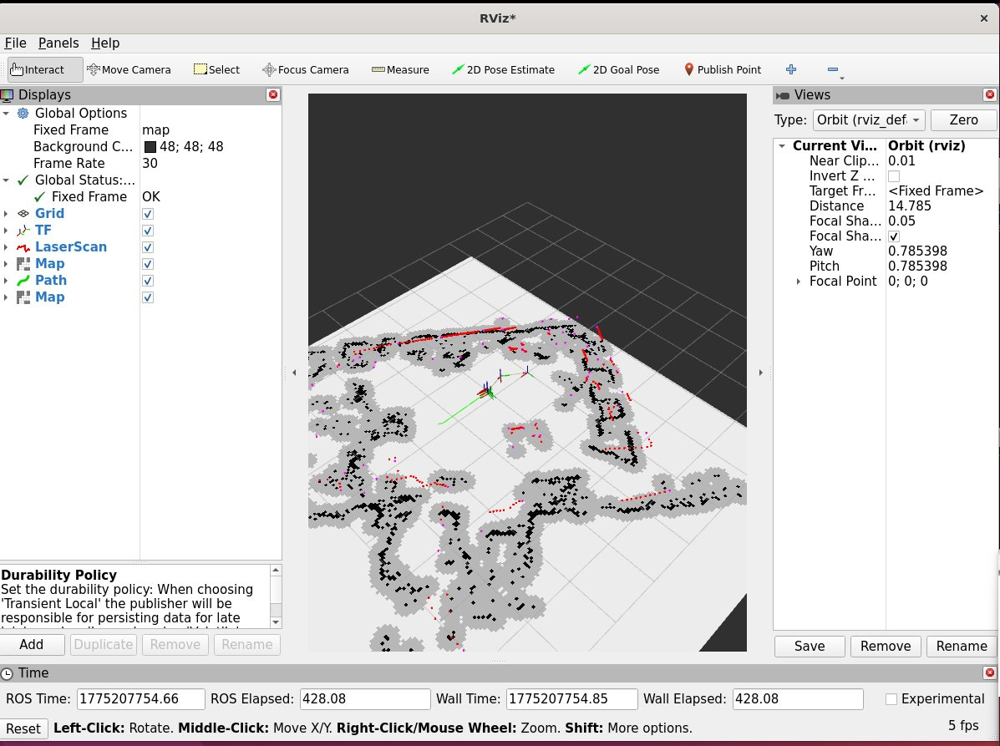 RViz*
File Panels Help
Interact Move Camera Select Focus Camera Measure 2D Pose Estimate 2D Goal Pose Publish Point
Displays
Global Options
Fixed Frame map
Background C... 48; 48; 48
Frame Rate 30
Global Status:...
Fixed Frame OK
Grid
TF
LaserScan
Map
Path
Map
Durability Policy
Set the durability policy: When choosing
'Transient Local' the publisher will be
responsible for persisting data for late
Add Duplicate Remove Rename
Views
Type: Orbit (rviz_def Zero
Current Vi... Orbit (rviz)
Near Clip... 0.01
Invert Z ...
Target Fr... <Fixed Frame>
Distance 14.785
Focal Sha... 0.05
Focal Sha...
Yaw 0.785398
Pitch 0.785398
Focal Point 0; 0; 0
Save Remove Rename
Time
ROS Time: 1775207754.66 ROS Elapsed: 428.08 Wall Time: 1775207754.85 Wall Elapsed: 428.08 Experimental
Reset Left-Click: Rotate. Middle-Click: Move X/Y. Right-Click/Mouse Wheel: Zoom. Shift: More options. 5 fps